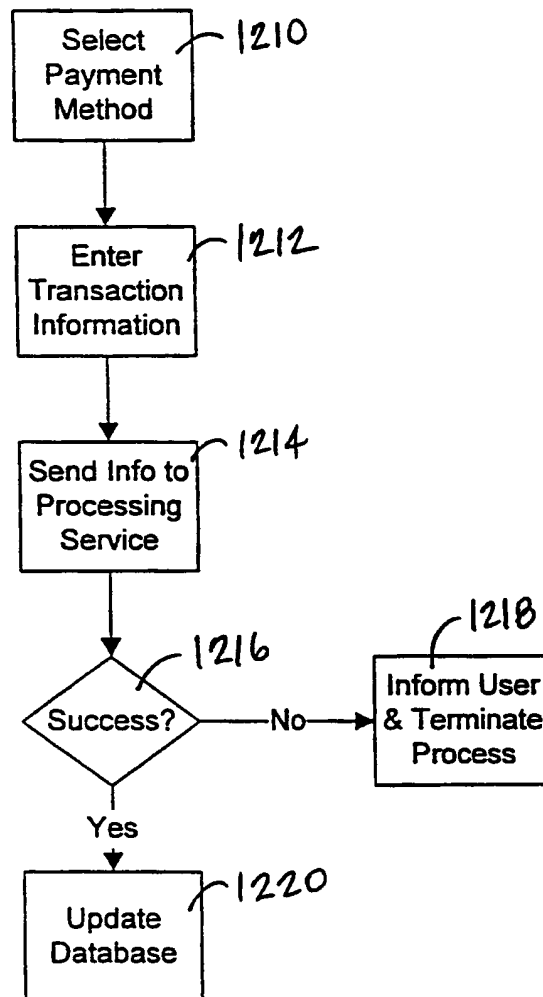 Select
Payment
Method
1210
Enter
Transaction
Information
1212
Send Info to
Processing
Service
1214
Success?
1216
No
Inform User
& Terminate
Process
1218
Yes
Update
Database
1220